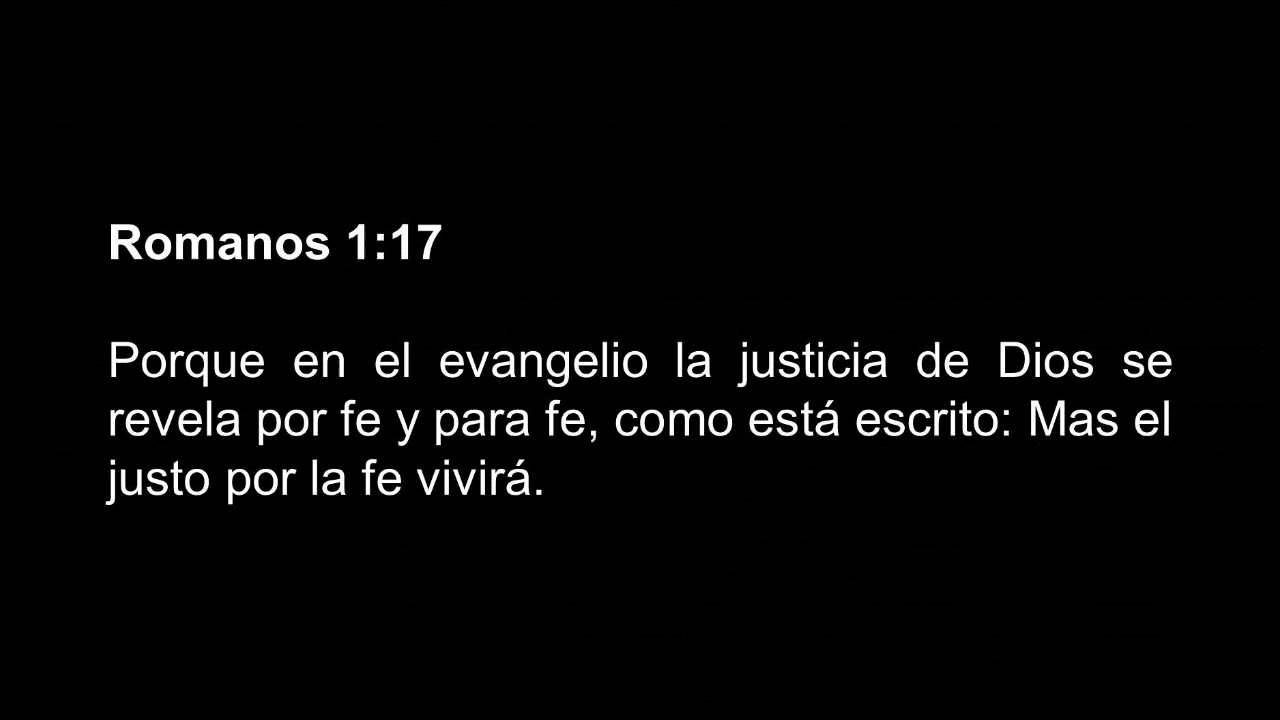 Romanos 1:17
Porque en el evangelio la justicia de Dios se
revela por fe y para fe, como está escrito: Mas el
justo por la fe vivirá.